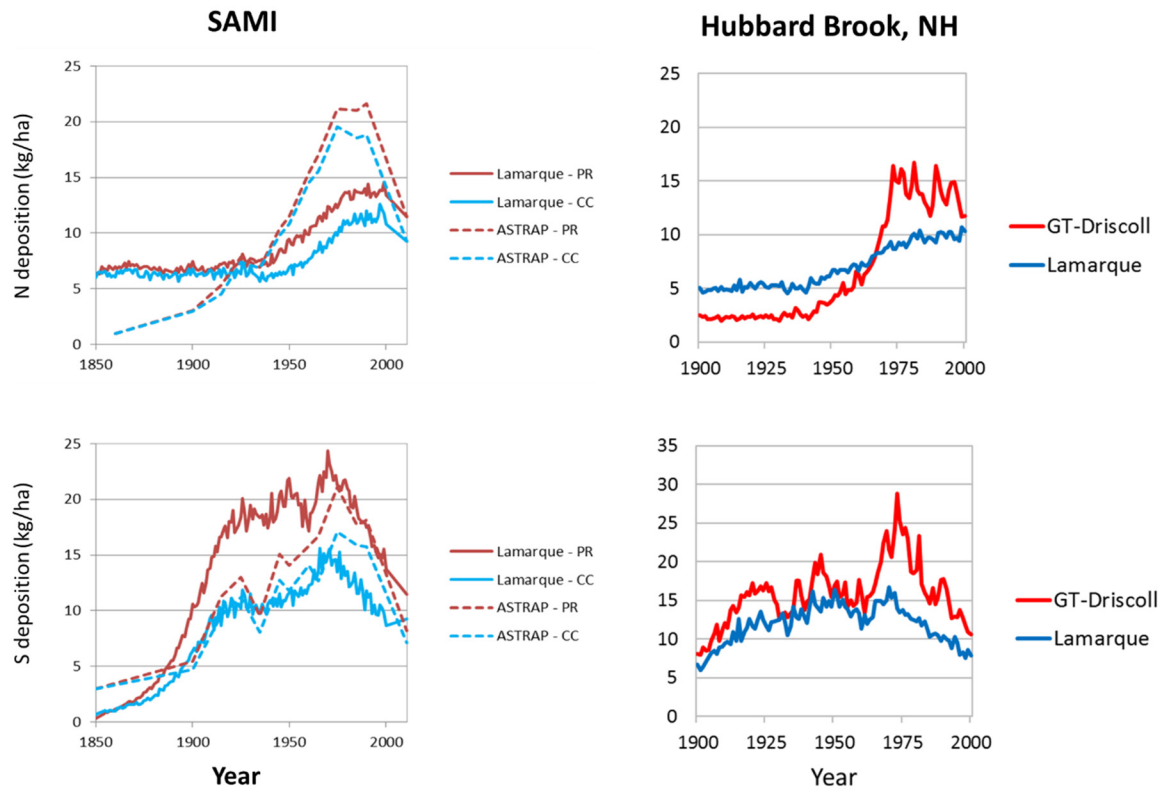 SAMI
Hubbard Brook, NH
N deposition (kg/ha)
25
20
15
10
5
0
1850
1900
1950
2000
Lamarque - PR
Lamarque - CC
ASTRAP - PR
ASTRAP - CC
25
20
15
10
5
0
1900
1925
1950
1975
2000
GT-Driscoll
Lamarque
S deposition (kg/ha)
25
20
15
10
5
0
1850
1900
1950
2000
Year
Lamarque - PR
Lamarque - CC
ASTRAP - PR
ASTRAP - CC
35
30
25
20
15
10
5
0
1900
1925
1950
1975
2000
Year
GT-Driscoll
Lamarque